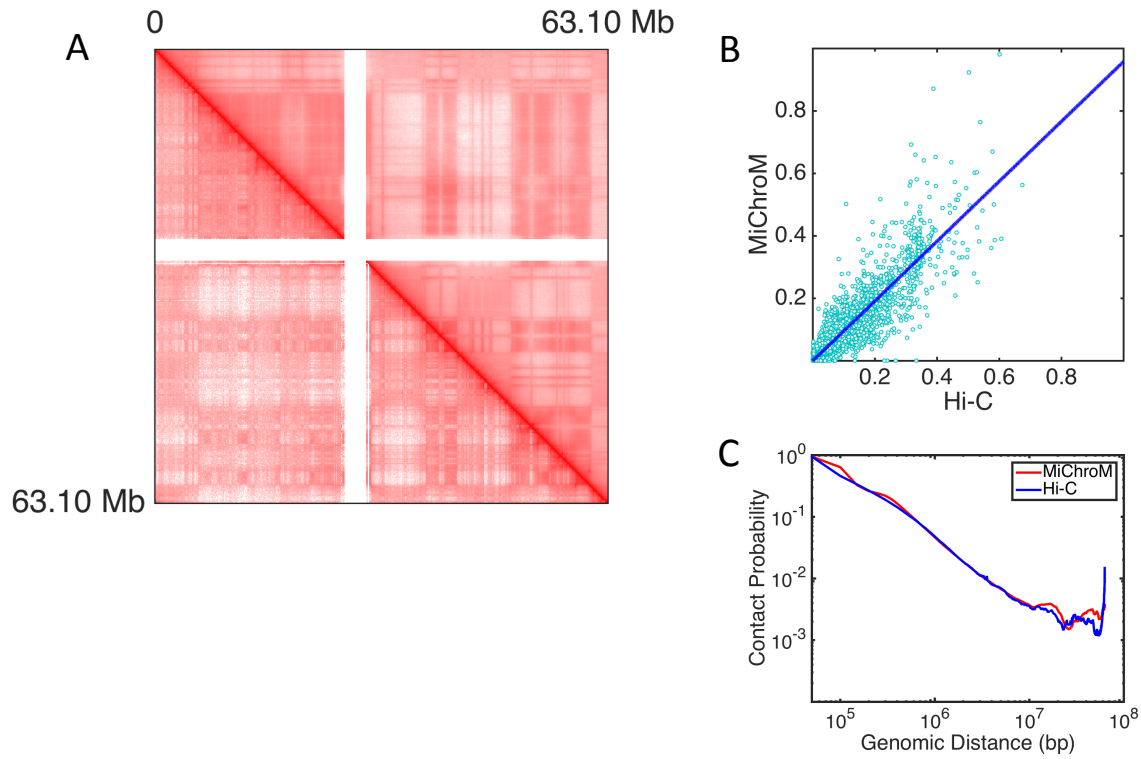 A
0
63.10 Mb
63.10 Mb
B
MiChroM
0.8
0.6
0.4
0.2
0.2
0.4
0.6
0.8
Hi-C
C
Contact Probability
10^0
10^-1
10^-2
10^-3
MiChroM
Hi-C
10^5
10^6
10^7
10^8
Genomic Distance (bp)